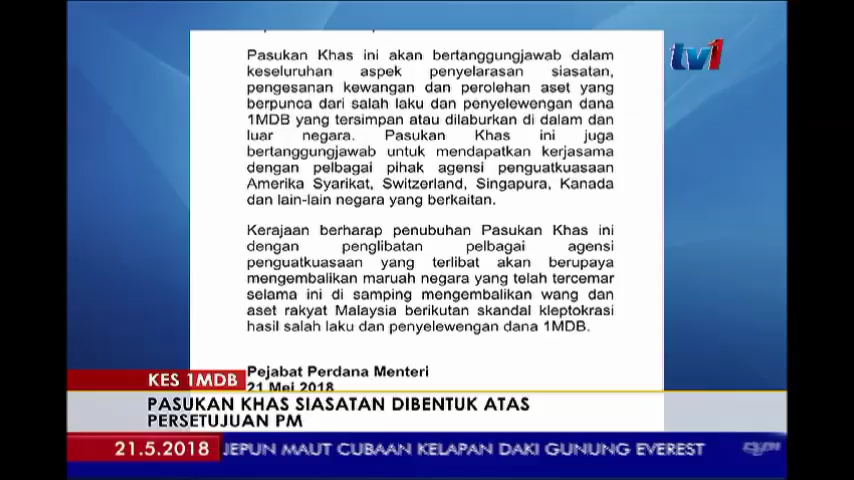 tv1
Pasukan Khas ini akan bertanggungjawab dalam
keseluruhan aspek penyelarasan siasatan,
pengesanan kewangan dan perolehan aset yang
berpunca dari salah laku dan penyelewengan dana
1MDB yang tersimpan atau dilaburkan di dalam dan
luar negara. Pasukan Khas ini juga
bertanggungjawab untuk mendapatkan kerjasama
dengan pelbagai pihak agensi penguatkuasaan
Amerika Syarikat, Switzerland, Singapura, Kanada
dan lain-lain negara yang berkaitan.
Kerajaan berharap penubuhan Pasukan Khas ini
dengan penglibatan pelbagai agensi
penguatkuasaan yang terlibat akan berupaya
mengembalikan maruah negara yang telah tercemar
selama ini di samping mengembalikan wang dan
aset rakyat Malaysia berikutan skandal kleptokrasi
hasil salah laku dan penyelewengan dana 1MDB.
Pejabat Perdana Menteri
21 Mei 2018
KES 1MDB
PASUKAN KHAS SIASATAN DIBENTUK ATAS
PERSETUJUAN PM
21.5.2018 JEPUN MAUT CUBAAN KELAPAN DAKI GUNUNG EVEREST